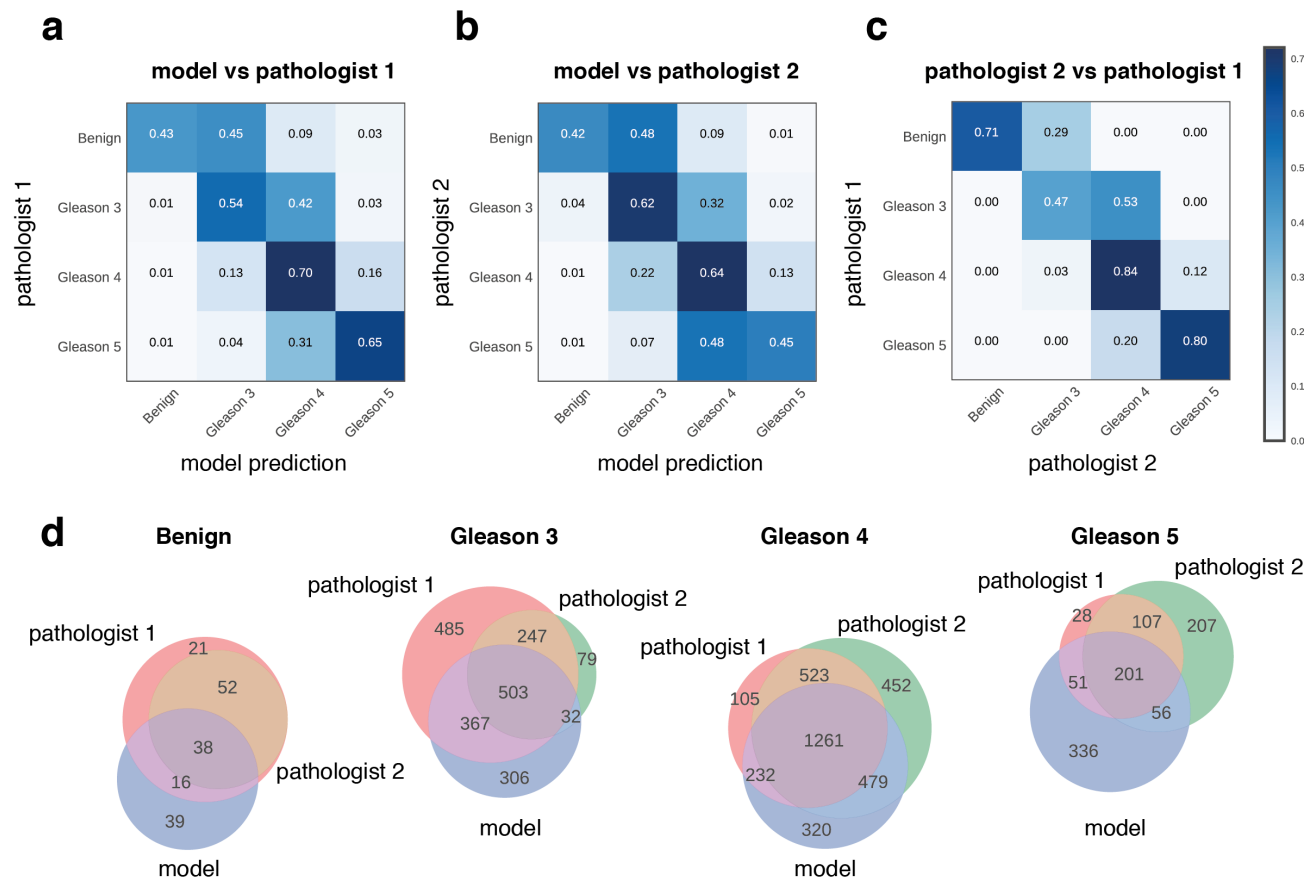 a
b
c
model vs pathologist 1
model vs pathologist 2
pathologist 2 vs pathologist 1
pathologist 1
Benign
0.43 0.45 0.09 0.03
Gleason 3
0.01 0.54 0.42 0.03
Gleason 4
0.01 0.13 0.70 0.16
Gleason 5
0.01 0.04 0.31 0.65
Benign Gleason 3 Gleason 4 Gleason 5
model prediction
pathologist 2
Benign
0.42 0.48 0.09 0.01
Gleason 3
0.04 0.62 0.32 0.02
Gleason 4
0.01 0.22 0.64 0.13
Gleason 5
0.01 0.07 0.48 0.45
Benign Gleason 3 Gleason 4 Gleason 5
model prediction
pathologist 1
Benign
0.71 0.29 0.00 0.00
Gleason 3
0.00 0.47 0.53 0.00
Gleason 4
0.00 0.03 0.84 0.12
Gleason 5
0.00 0.00 0.20 0.80
Benign Gleason 3 Gleason 4 Gleason 5
pathologist 2
0.7
0.6
0.5
0.4
0.3
0.2
0.1
0.0
d
Benign
pathologist 1
21
52
38
pathologist 2
16
39
model
Gleason 3
pathologist 1
pathologist 2
485
247
79
503
367
32
306
model
Gleason 4
pathologist 2
pathologist 1
523
452
105
1261
232
479
320
model
Gleason 5
pathologist 2
pathologist 1
28
107
207
51
201
56
336
model